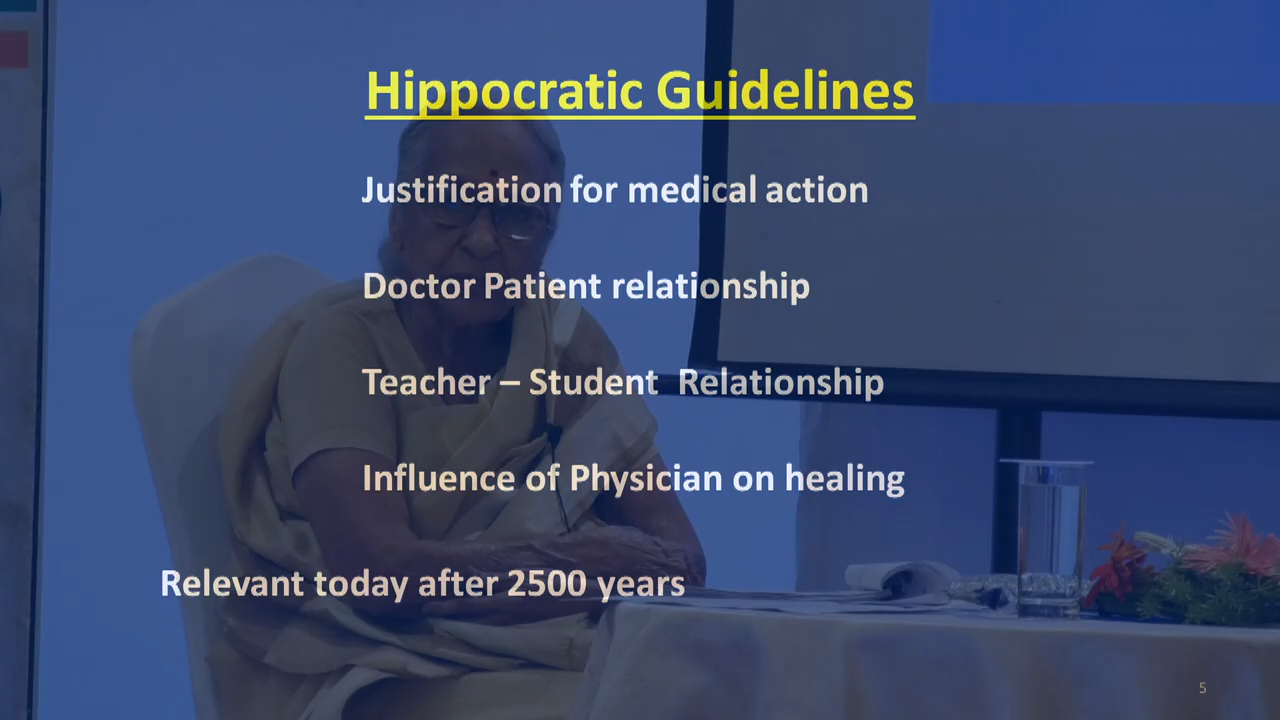 Hippocratic Guidelines
Justification for medical action
Doctor Patient relationship
Teacher – Student Relationship
Influence of Physician on healing
Relevant today after 2500 years
5